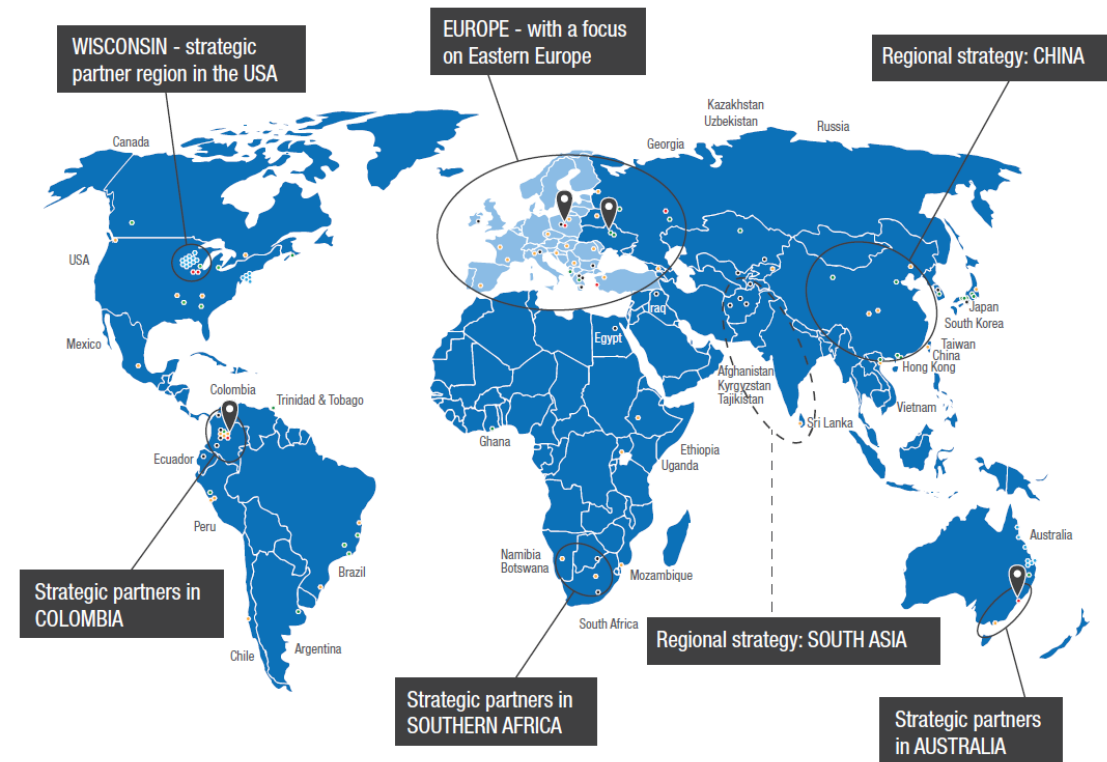 WISCONSIN - strategic
partner region in the USA
EUROPE - with a focus
on Eastern Europe
Regional strategy: CHINA
Kazakhstan
Uzbekistan
Russia
Georgia
Canada
USA
Mexico
Iraq
Egypt
Japan
South Korea
Taiwan
China
Hong Kong
Afghanistan
Kyrgyzstan
Tajikistan
Vietnam
Sri Lanka
Colombia
Trinidad & Tobago
Ecuador
Ghana
Ethiopia
Uganda
Peru
Brazil
Namibia
Botswana
Mozambique
Australia
South Africa
Chile
Argentina
Strategic partners in
COLOMBIA
Regional strategy: SOUTH ASIA
Strategic partners in
SOUTHERN AFRICA
Strategic partners
in AUSTRALIA